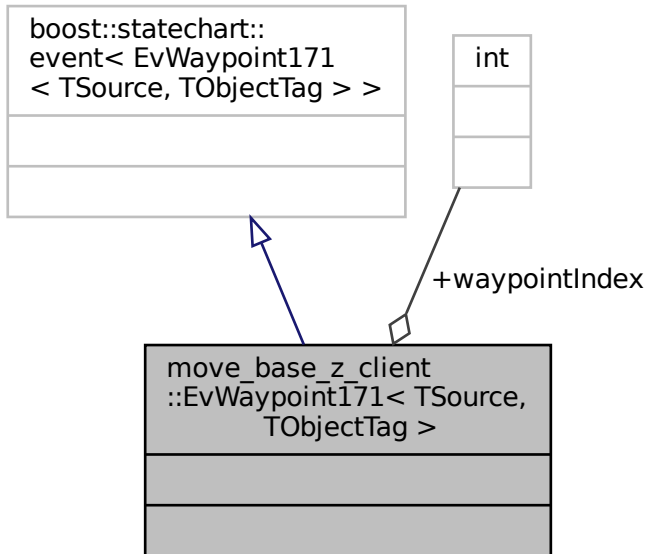 boost::statechart::
event< EvWaypoint171
< TSource, TObjectTag > >
int
+waypointIndex
move_base_z_client
::EvWaypoint171< TSource,
TObjectTag >